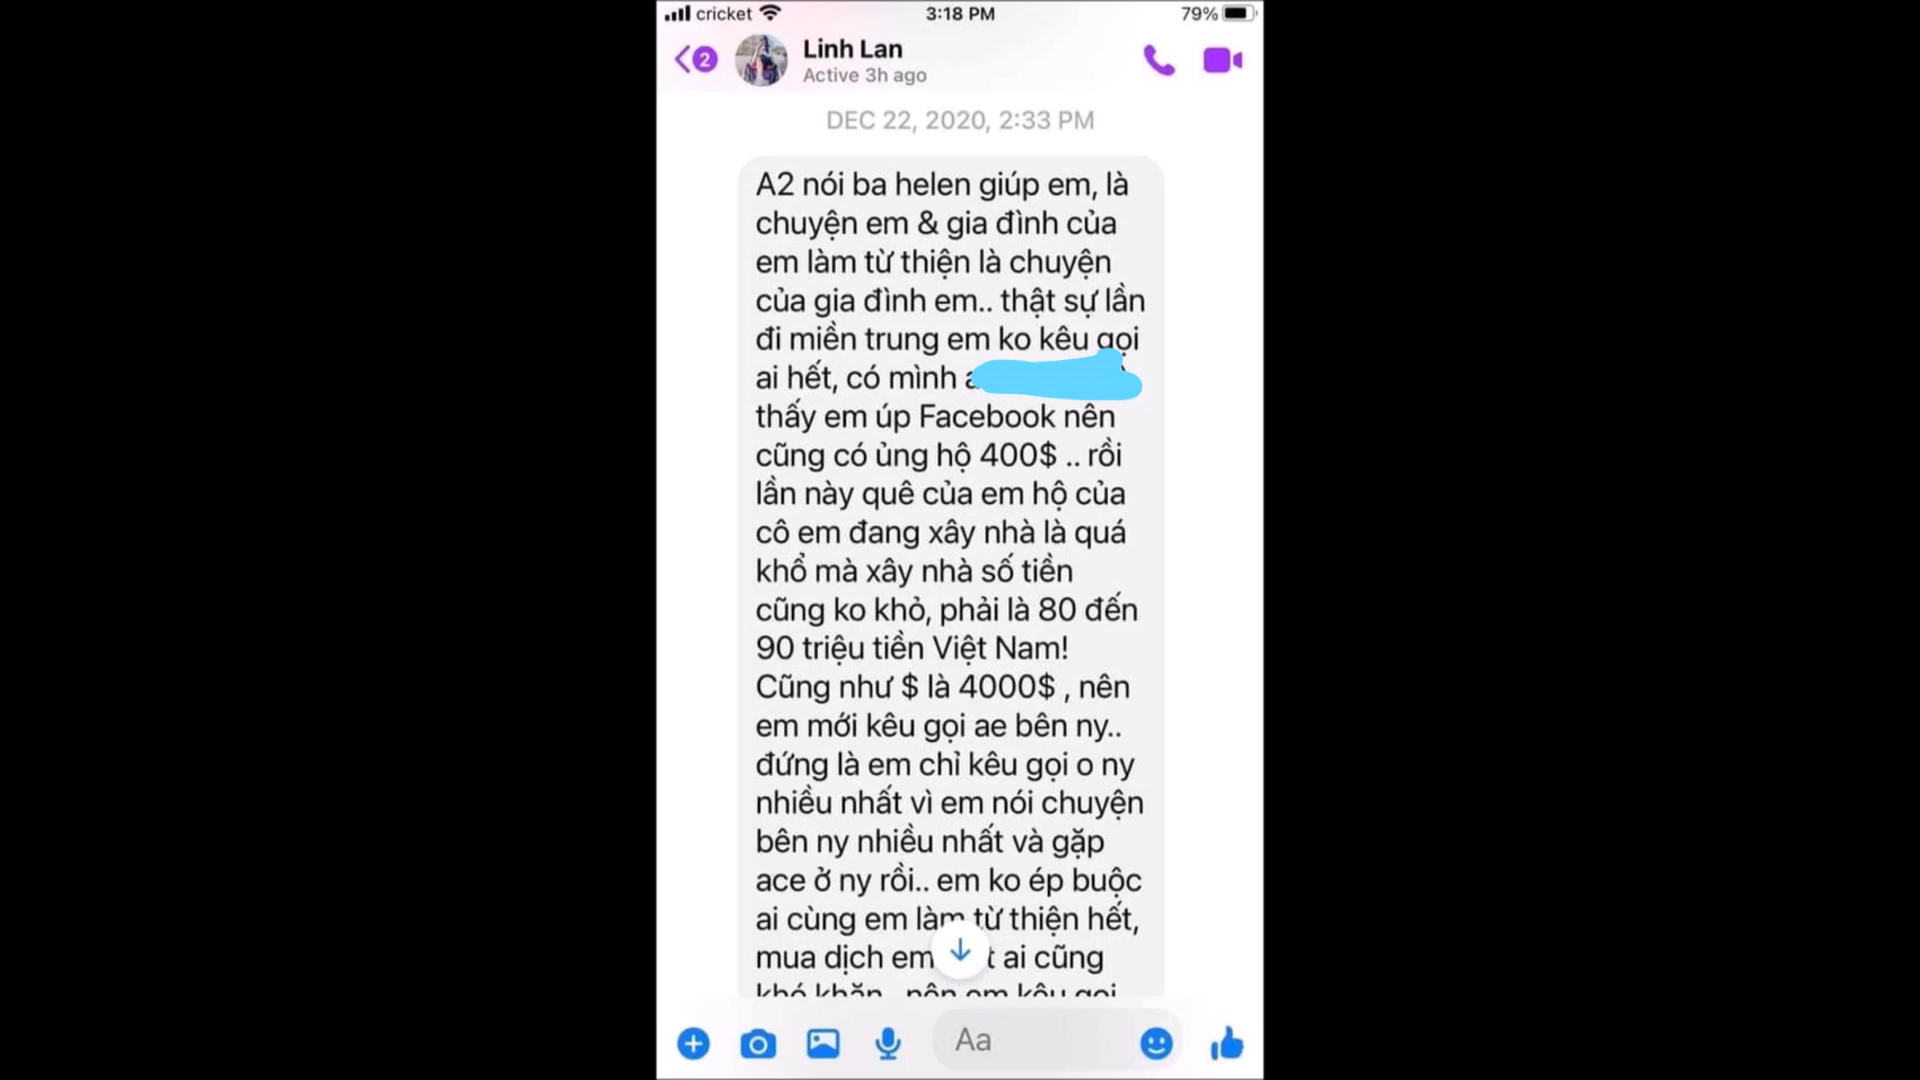 cricket
3:18 PM
79%
2
Linh Lan
Active 3h ago
DEC 22, 2020, 2:33 PM
A2 nói ba helen giúp em, là
chuyện em & gia đình của
em làm từ thiện là chuyện
của gia đình em.. thật sự lần
đi miền trung em ko kêu gọi
ai hết, có mình
thấy em úp Facebook nên
cũng có ủng hộ 400$ .. rồi
lần này quê của em hộ của
cô em đang xây nhà là quá
khổ mà xây nhà số tiền
cũng ko khỏ, phải là 80 đến
90 triệu tiền Việt Nam!
Cũng như $ là 4000$ , nên
em mới kêu gọi ae bên ny..
đứng là em chỉ kêu gọi o ny
nhiều nhất vì em nói chuyện
bên ny nhiều nhất và gặp
ace ở ny rồi.. em ko ép buộc
ai cùng em làm từ thiện hết,
mua dịch em ai cũng
khó khăn.. nên em kêu gọi
Aa